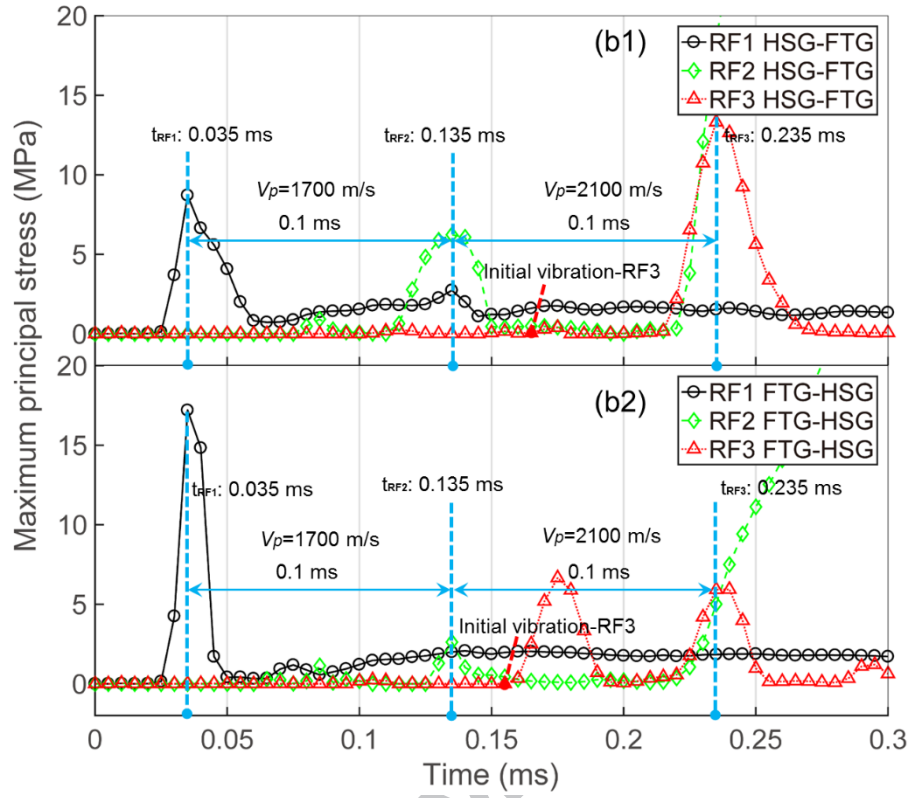 20
(b1)
RF1 HSG-FTG
RF2 HSG-FTG
RF3 HSG-FTG
15
tRF1: 0.035 ms
tRF2: 0.135 ms
tRF3: 0.235 ms
10
Vp=1700 m/s
Vp=2100 m/s
0.1 ms
0.1 ms
5
Initial vibration-RF3
0
Maximum principal stress (MPa)
20
(b2)
RF1 FTG-HSG
RF2 FTG-HSG
RF3 FTG-HSG
15
tRF1: 0.035 ms
tRF2: 0.135 ms
tRF3: 0.235 ms
10
Vp=1700 m/s
Vp=2100 m/s
0.1 ms
0.1 ms
5
Initial vibration-RF3
0
0 0.05 0.1 0.15 0.2 0.25 0.3
Time (ms)